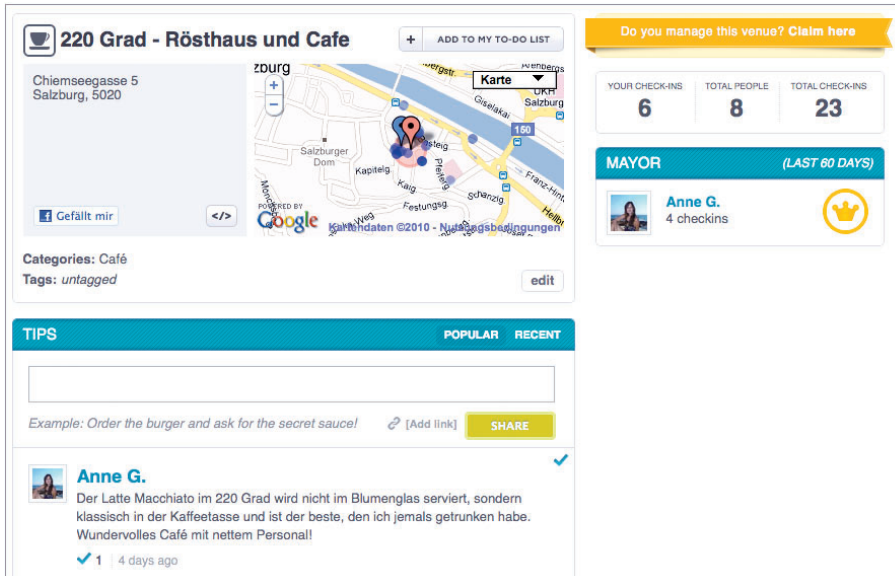 220 Grad - Rösthaus und Cafe
+ ADD TO MY TO-DO LIST
Chiemseegasse 5
Salzburg, 5020
Gefällt mir
</>
zburg
Karte
+
−
Giselakai
UKH
Salzburg
150
Salzburger
Dom
Kapitelg.
Kaig.
Pfeiferg.
Schanzlg.
Franz-Hint
Festungsg.
Hellbr
POWERED BY
Google
Kartendaten ©2010 - Nutzungsbedingungen
Categories: Café
Tags: untagged
edit
TIPS
POPULAR RECENT
Example: Order the burger and ask for the secret sauce!
[Add link]
SHARE
Anne G.
Der Latte Macchiato im 220 Grad wird nicht im Blumenglas serviert, sondern
klassisch in der Kaffeetasse und ist der beste, den ich jemals getrunken habe.
Wundervolles Café mit nettem Personal!
1 | 4 days ago
Do you manage this venue? Claim here
YOUR CHECK-INS TOTAL PEOPLE TOTAL CHECK-INS
6 8 23
MAYOR (LAST 60 DAYS)
Anne G.
4 checkins